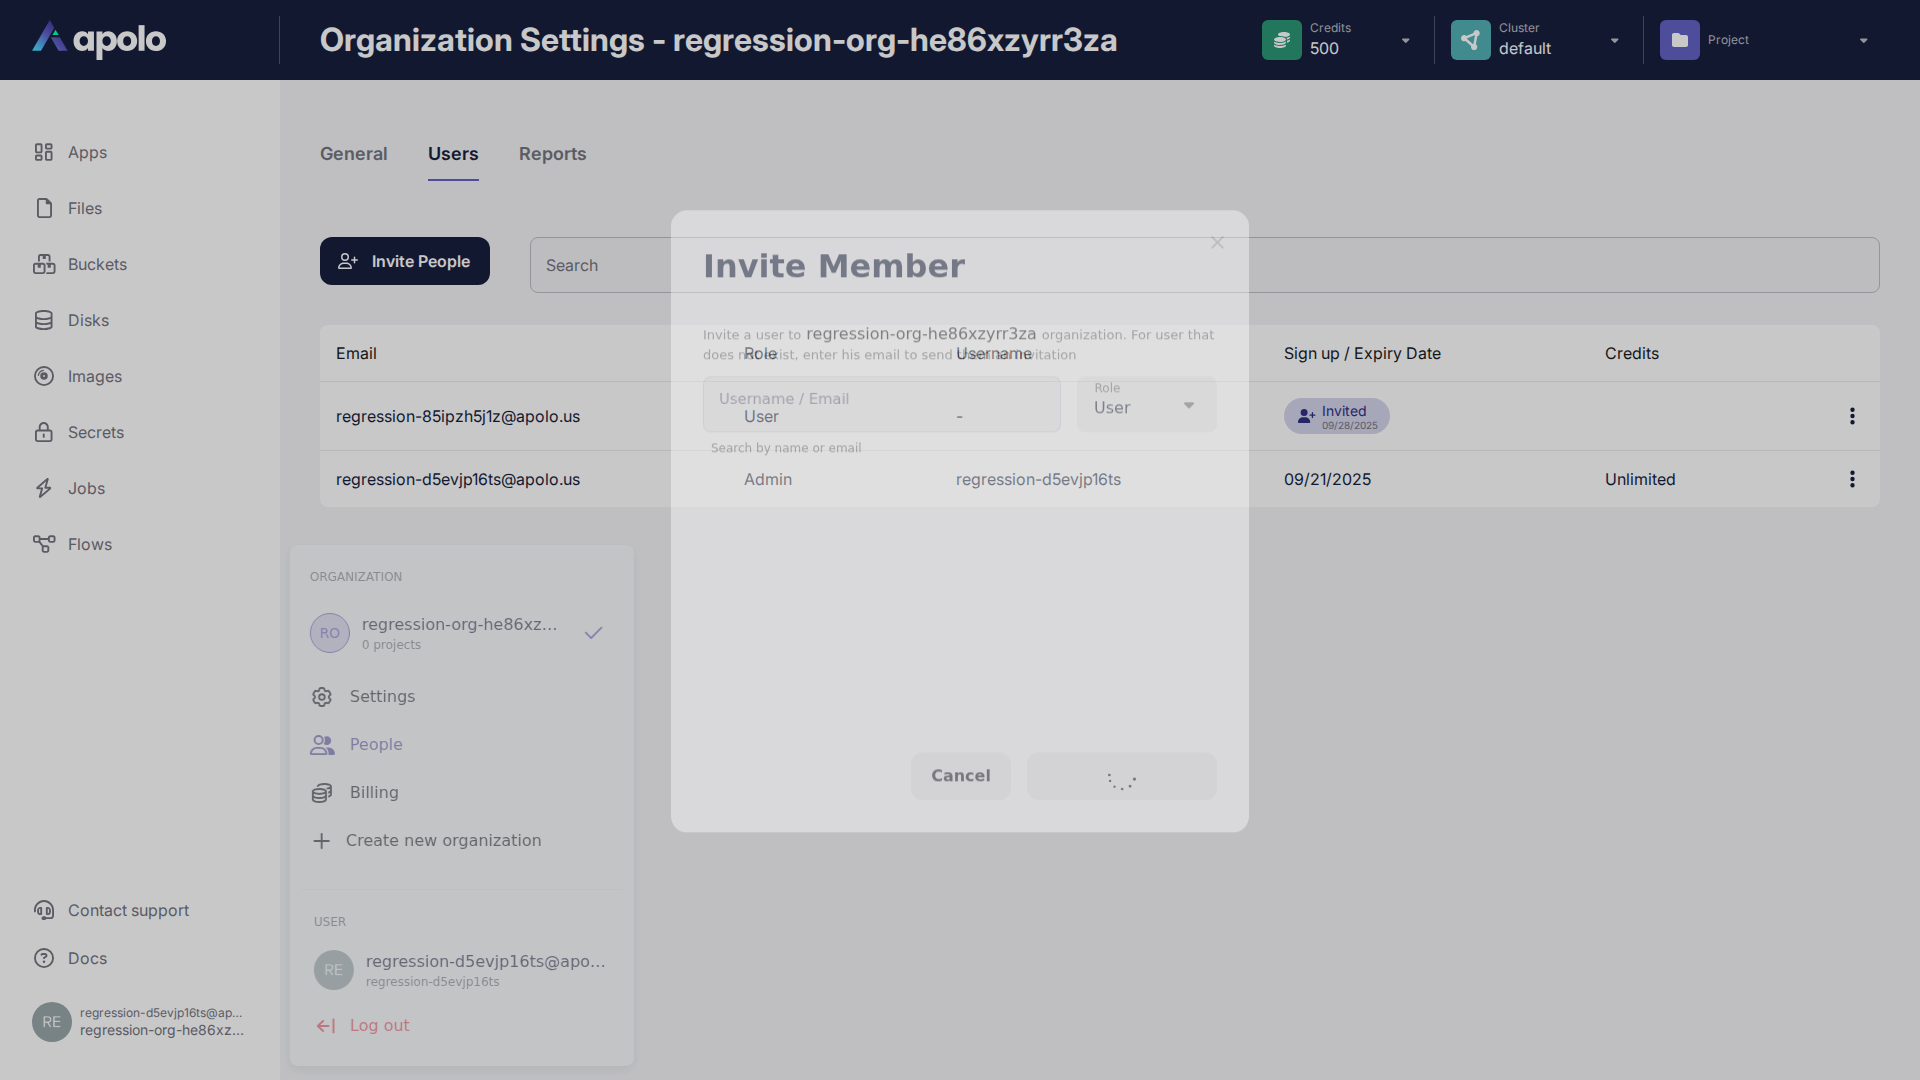 apolo
Organization Settings - regression-org-he86xzyrr3za
Credits
500
Cluster
default
Project
Apps
Files
Buckets
Disks
Images
Secrets
Jobs
Flows
Contact support
Docs
RE
regression-d5evjp16ts@ap...
regression-org-he86xz...
General
Users
Reports
Invite People
Search
Email
Role
Username
Sign up / Expiry Date
Credits
regression-85ipzh5j1z@apolo.us
User
-
Invited
09/28/2025
regression-d5evjp16ts@apolo.us
Admin
regression-d5evjp16ts
09/21/2025
Unlimited
Invite Member
Invite a user to regression-org-he86xzyrr3za organization. For user that
does not exist, enter his email to send them an invitation
Username / Email
Role
User
Search by name or email
Cancel
ORGANIZATION
RO
regression-org-he86xz...
0 projects
Settings
People
Billing
Create new organization
USER
RE
regression-d5evjp16ts@apo...
regression-d5evjp16ts
Log out